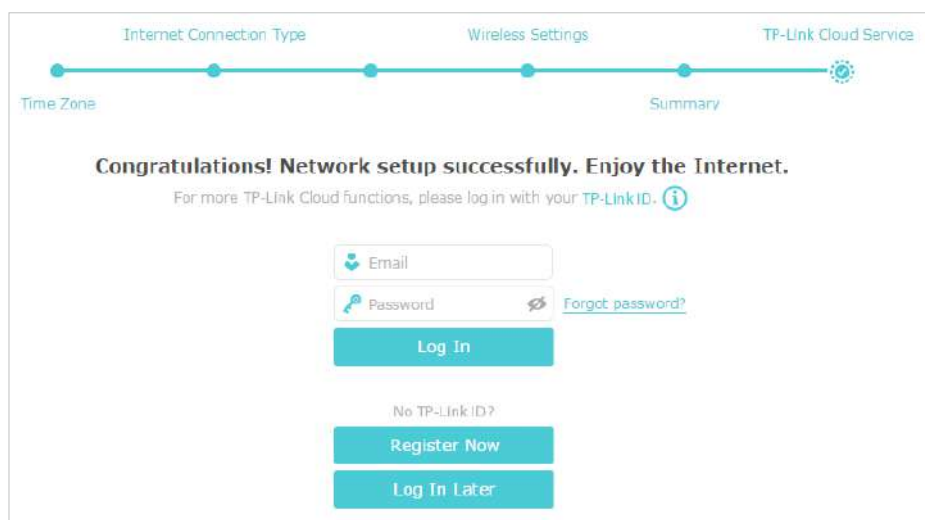 Internet Connection Type Wireless Settings TP-Link Cloud Service
Time Zone Summary
Congratulations! Network setup successfully. Enjoy the Internet.
For more TP-Link Cloud functions, please log in with your TP-Link ID.
Email
Password Forgot password?
Log In
No TP-Link ID?
Register Now
Log In Later